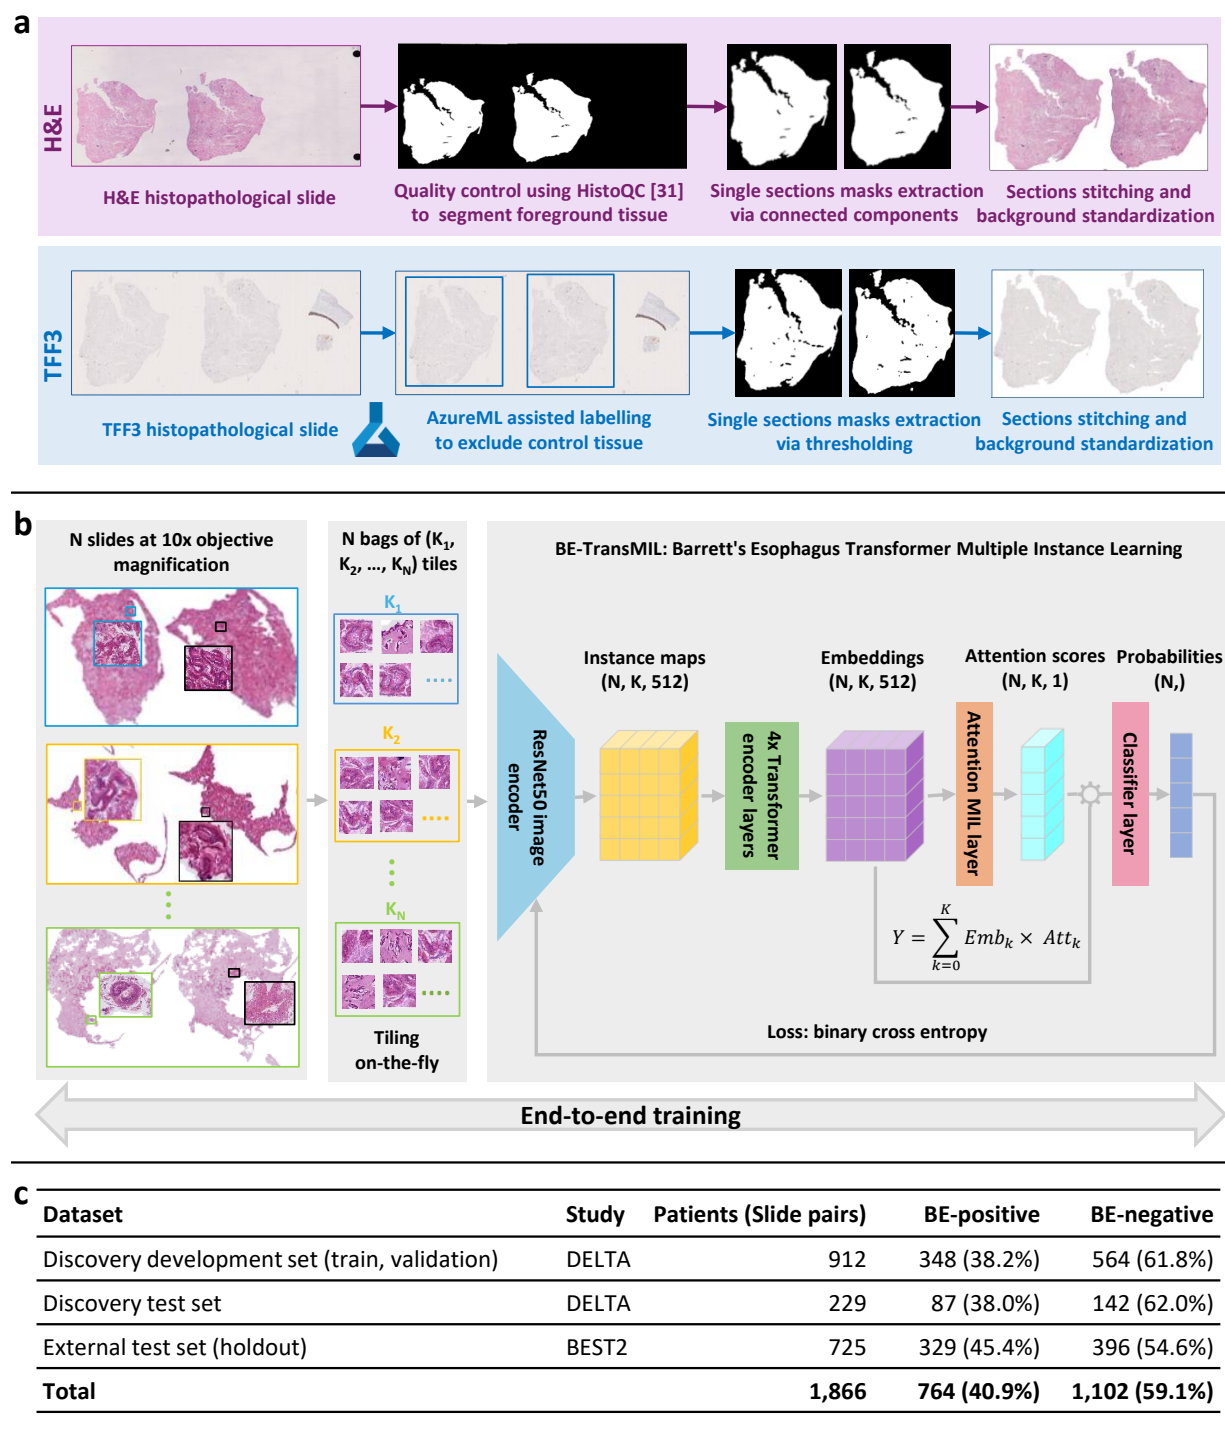 a
H&E
H&E histopathological slide
Quality control using HistoQC [31]
to segment foreground tissue
Single sections masks extraction
via connected components
Sections stitching and
background standardization
TFF3
TFF3 histopathological slide
AzureML assisted labelling
to exclude control tissue
Single sections masks extraction
via thresholding
Sections stitching and
background standardization
b
N slides at 10x objective
magnification
N bags of (K₁,
K₂, ..., K_N) tiles
K₁
K₂
K_N
Tiling
on-the-fly
BE-TransMIL: Barrett's Esophagus Transformer Multiple Instance Learning
ResNet50 image
encoder
Instance maps
(N, K, 512)
4x Transformer
encoder layers
Embeddings
(N, K, 512)
Attention MIL layer
Attention scores
(N, K, 1)
Classifier layer
Probabilities
(N,)
Y = ∑_{k=0}^{K} Emb_k × Att_k
Loss: binary cross entropy
End-to-end training
c
Dataset Study Patients (Slide pairs) BE-positive BE-negative
Discovery development set (train, validation) DELTA 912 348 (38.2%) 564 (61.8%)
Discovery test set DELTA 229 87 (38.0%) 142 (62.0%)
External test set (holdout) BEST2 725 329 (45.4%) 396 (54.6%)
Total 1,866 764 (40.9%) 1,102 (59.1%)